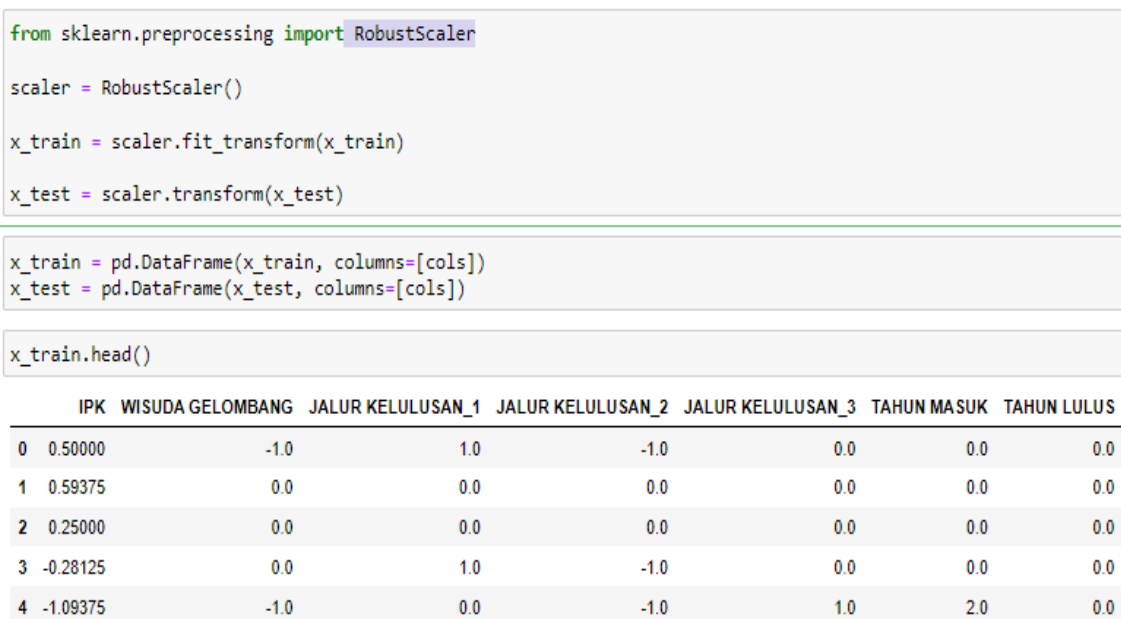 from sklearn.preprocessing import RobustScaler
scaler = RobustScaler()
x_train = scaler.fit_transform(x_train)
x_test = scaler.transform(x_test)
x_train = pd.DataFrame(x_train, columns=[cols])
x_test = pd.DataFrame(x_test, columns=[cols])
x_train.head()
IPK WISUDA GELOMBANG JALUR KELULUSAN_1 JALUR KELULUSAN_2 JALUR KELULUSAN_3 TAHUN MASUK TAHUN LULUS
0 0.50000 -1.0 1.0 -1.0 0.0 0.0 0.0
1 0.59375 0.0 0.0 0.0 0.0 0.0 0.0
2 0.25000 0.0 0.0 0.0 0.0 0.0 0.0
3 -0.28125 0.0 1.0 -1.0 0.0 0.0 0.0
4 -1.09375 -1.0 0.0 -1.0 1.0 2.0 0.0